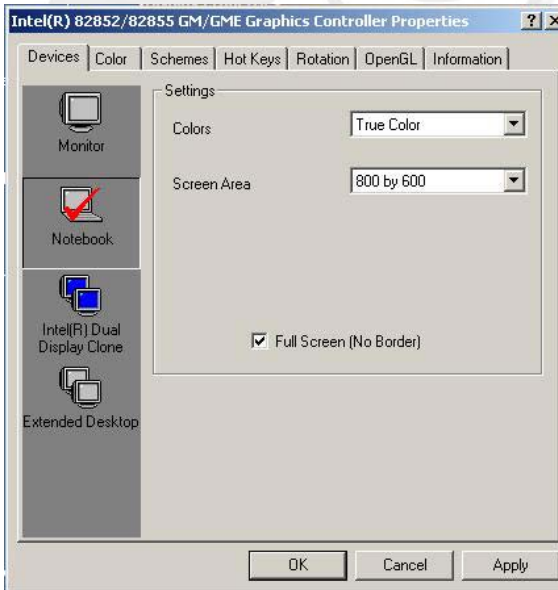 Intel(R) 82852/82855 GM/GME Graphics Controller Properties
Devices Color Schemes Hot Keys Rotation OpenGL Information
Settings
Monitor
Colors True Color
Screen Area 800 by 600
Notebook
Intel(R) Dual
Display Clone
Full Screen (No Border)
Extended Desktop
OK Cancel Apply